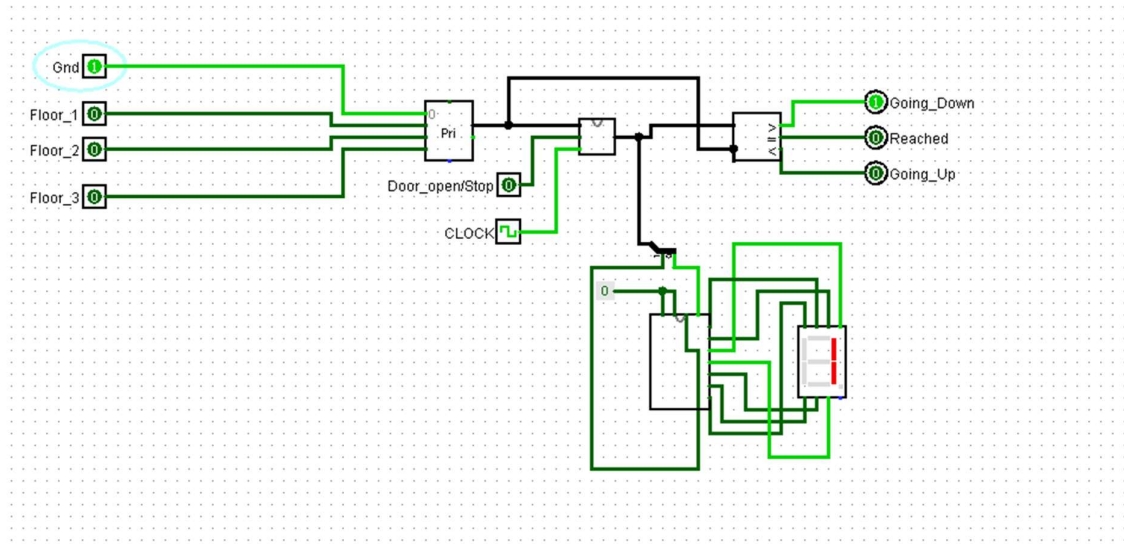 Gnd 1
Floor_1 0
Floor_2 0
Floor_3 0
0
Pri
Door_open/Stop 0
CLOCK
>
=
<
1 Going_Down
0 Reached
0 Going_Up
0
1